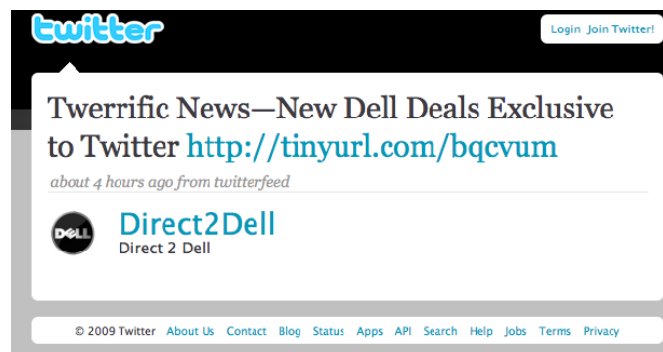 twitter
Login Join Twitter!
Twerrific News—New Dell Deals Exclusive
to Twitter http://tinyurl.com/bqcvum
about 4 hours ago from twitterfeed
DELL
Direct2Dell
Direct 2 Dell
© 2009 Twitter About Us Contact Blog Status Apps API Search Help Jobs Terms Privacy